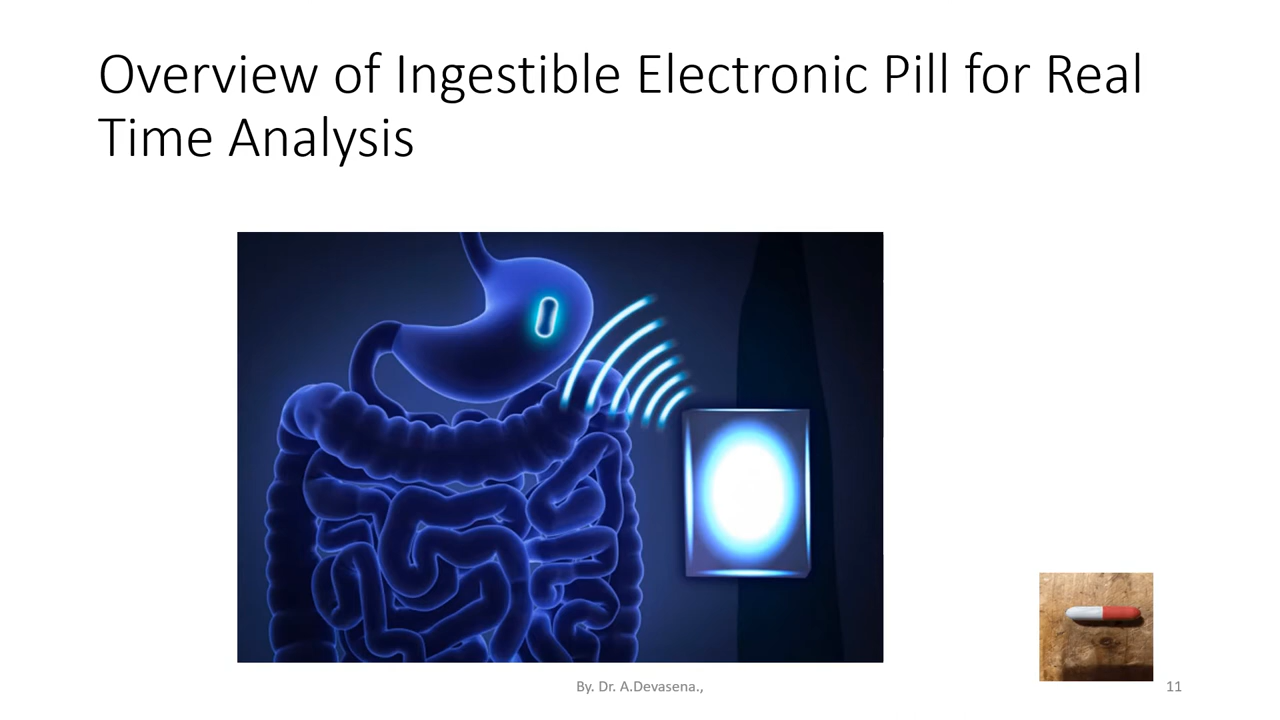 Overview of Ingestible Electronic Pill for Real
Time Analysis
By. Dr. A.Devasena.,
11